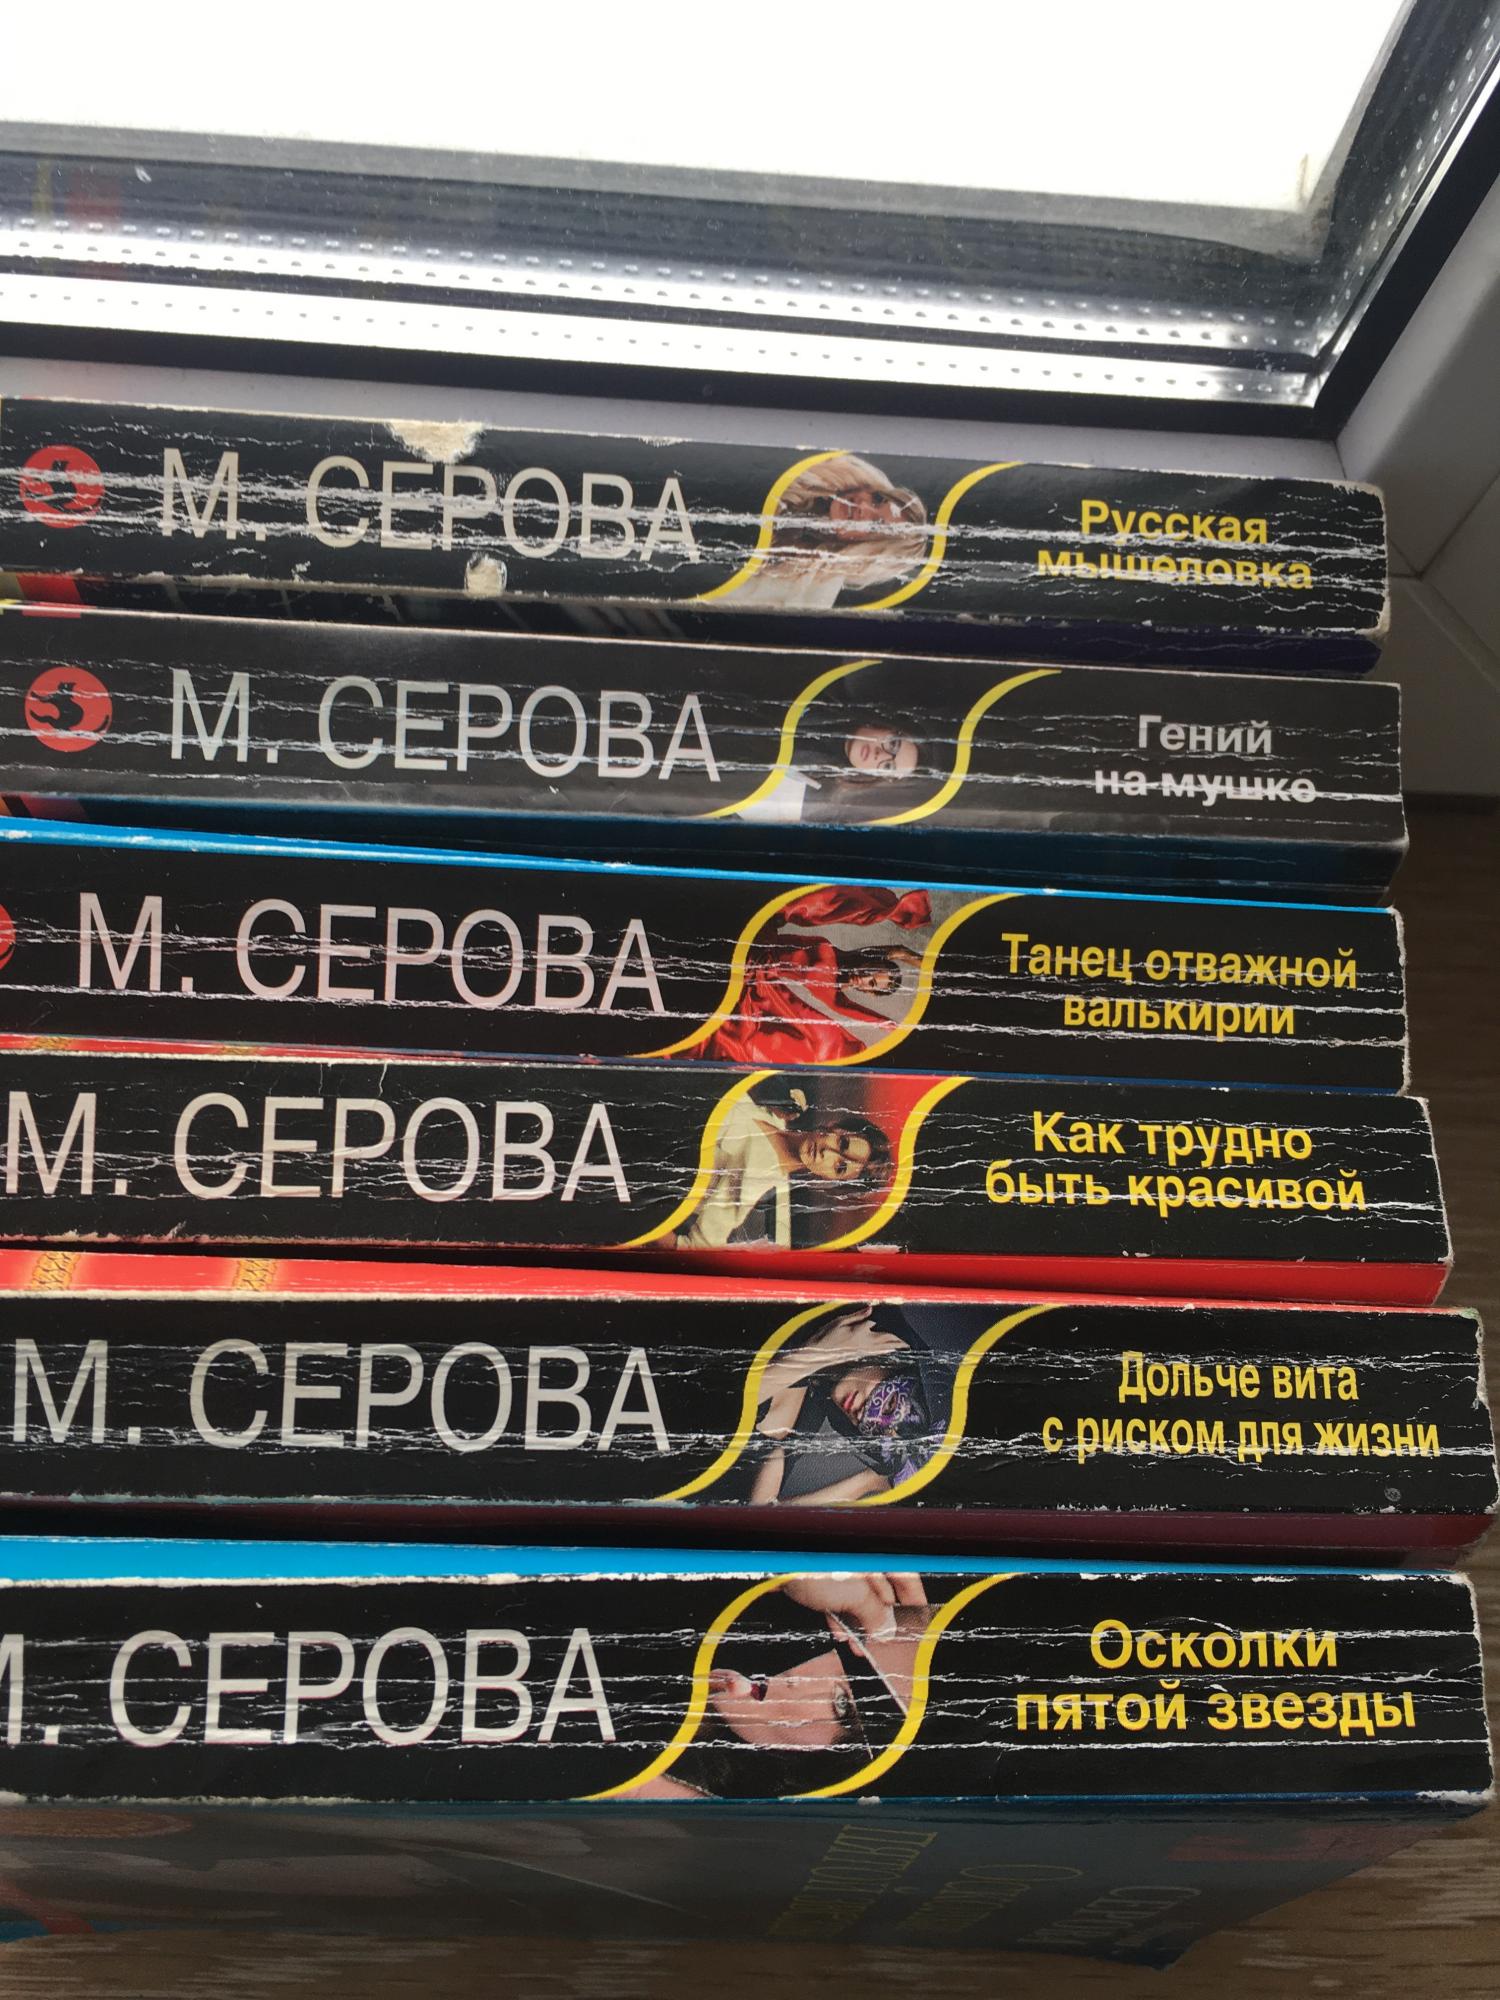 М. СЕРОВА
Русская
мышеловка
М. СЕРОВА
Гений
на мушке
М. СЕРОВА
Танец отважной
валькирии
М. СЕРОВА
Как трудно
быть красивой
М. СЕРОВА
Дольче вита
с риском для жизни
М. СЕРОВА
Осколки
пятой звезды